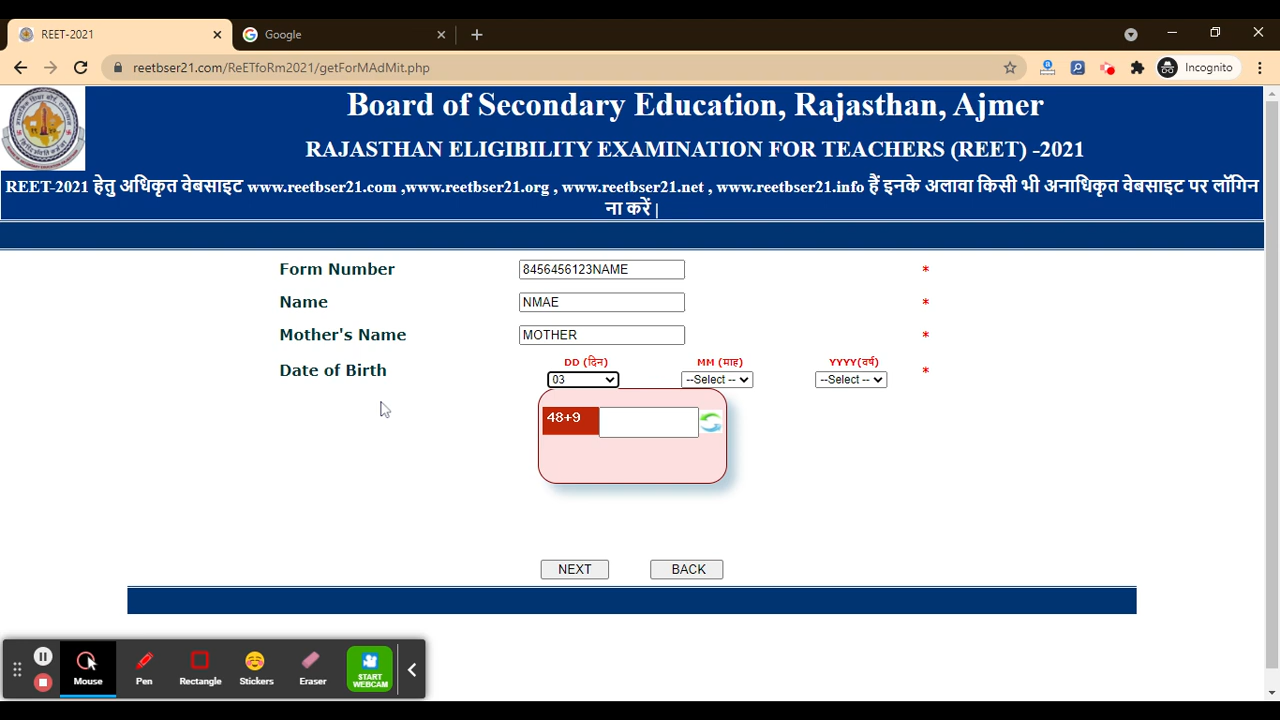 REET-2021
Google
reetbser21.com/ReETfoRm2021/getForMAdMit.php
Incognito
Board of Secondary Education, Rajasthan, Ajmer
RAJASTHAN ELIGIBILITY EXAMINATION FOR TEACHERS (REET) -2021
REET-2021 हेतु अधिकृत वेबसाइट www.reetbser21.com ,www.reetbser21.org , www.reetbser21.net , www.reetbser21.info हैं इनके अलावा किसी भी अनाधिकृत वेबसाइट पर लॉगिन
ना करें |
Form Number 8456456123NAME *
Name NMAE *
Mother's Name MOTHER *
DD (दिन) MM (माह) YYYY(वर्ष)
Date of Birth *
03 --Select -- --Select --
48+9
NEXT BACK
Mouse Pen Rectangle Stickers Eraser START
WEBCAM